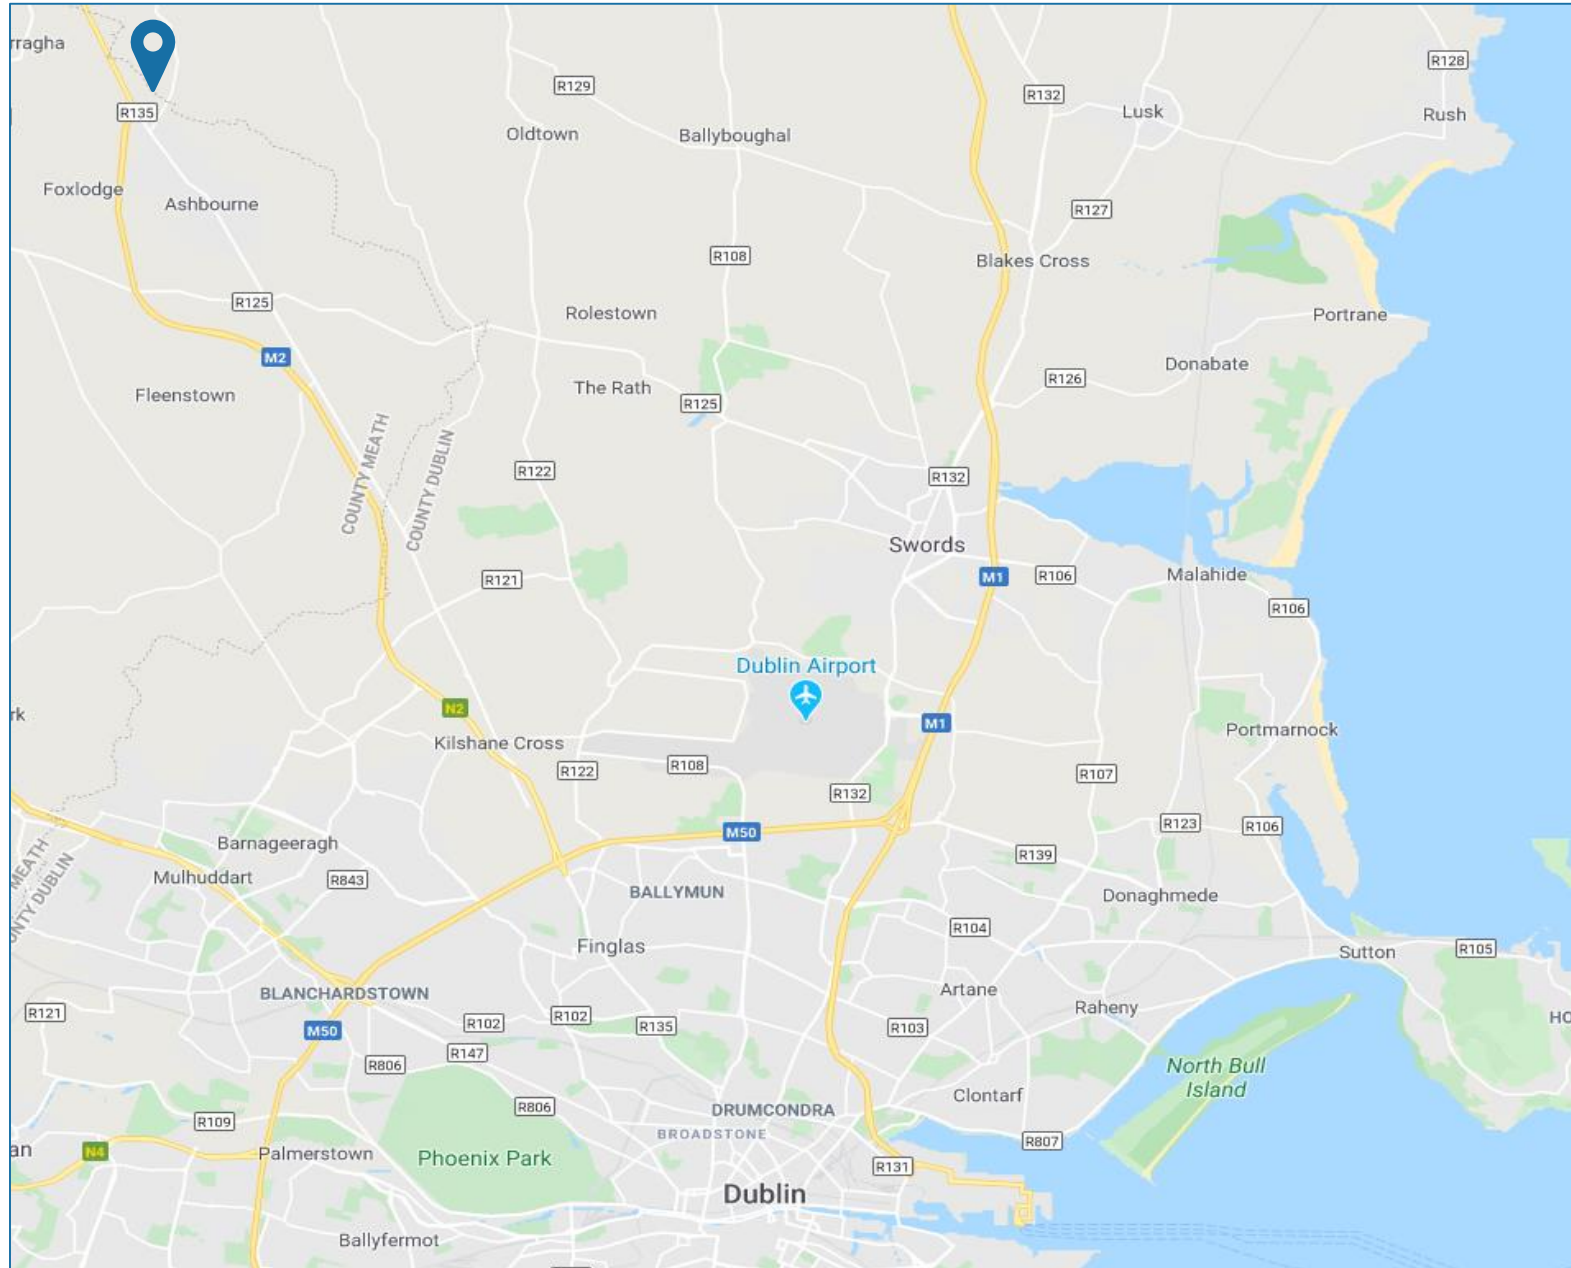 rragha
R135
R129
R132
R128
Lusk
Rush
Oldtown
Ballyboughal
Foxlodge
Ashbourne
R127
R108
Blakes Cross
R125
Rolestown
Portrane
M2
Donabate
R126
The Rath
Fleenstown
R125
COUNTY MEATH
COUNTY DUBLIN
R122
R132
Swords
R121
M1
R106
Malahide
R106
Dublin Airport
N2
rk
M1
Portmarnock
Kilshane Cross
R122
R108
R107
R132
M50
R123
R106
Barnageeragh
R139
MEATH
UNTY DUBLIN
Mulhuddart
R843
BALLYMUN
Donaghmede
R104
Finglas
Sutton
R105
BLANCHARDSTOWN
Artane
Raheny
R121
M50
R102
R102
R135
R103
HO
R147
R806
North Bull
Island
Clontarf
R806
R109
DRUMCONDRA
BROADSTONE
R807
an
N4
Palmerstown
Phoenix Park
R131
Dublin
Ballyfermot